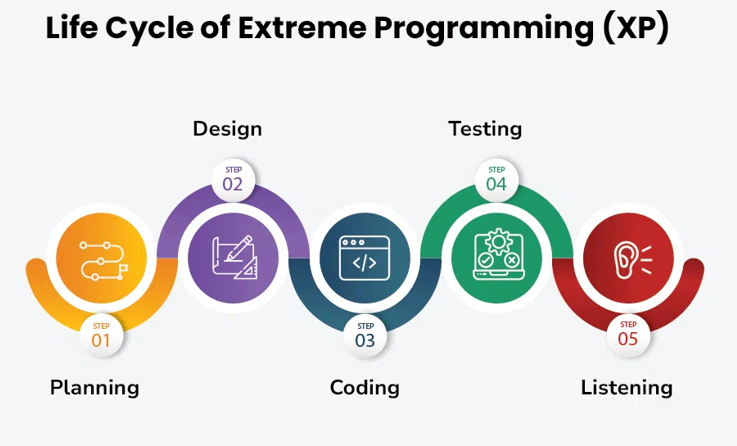 Life Cycle of Extreme Programming (XP)
Design
Testing
STEP
02
STEP
04
</>
STEP
01
STEP
03
STEP
05
Planning
Coding
Listening